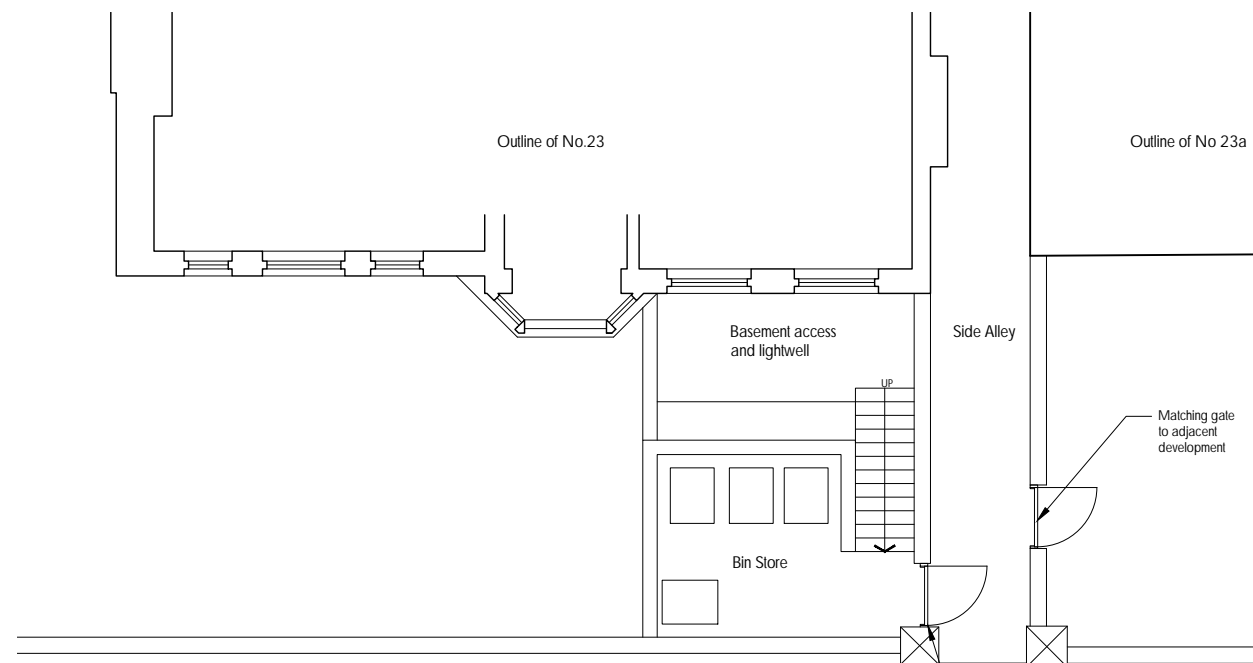 Outline of No.23
Outline of No 23a
Basement access
and lightwell
Side Alley
UP
Matching gate
to adjacent
development
Bin Store